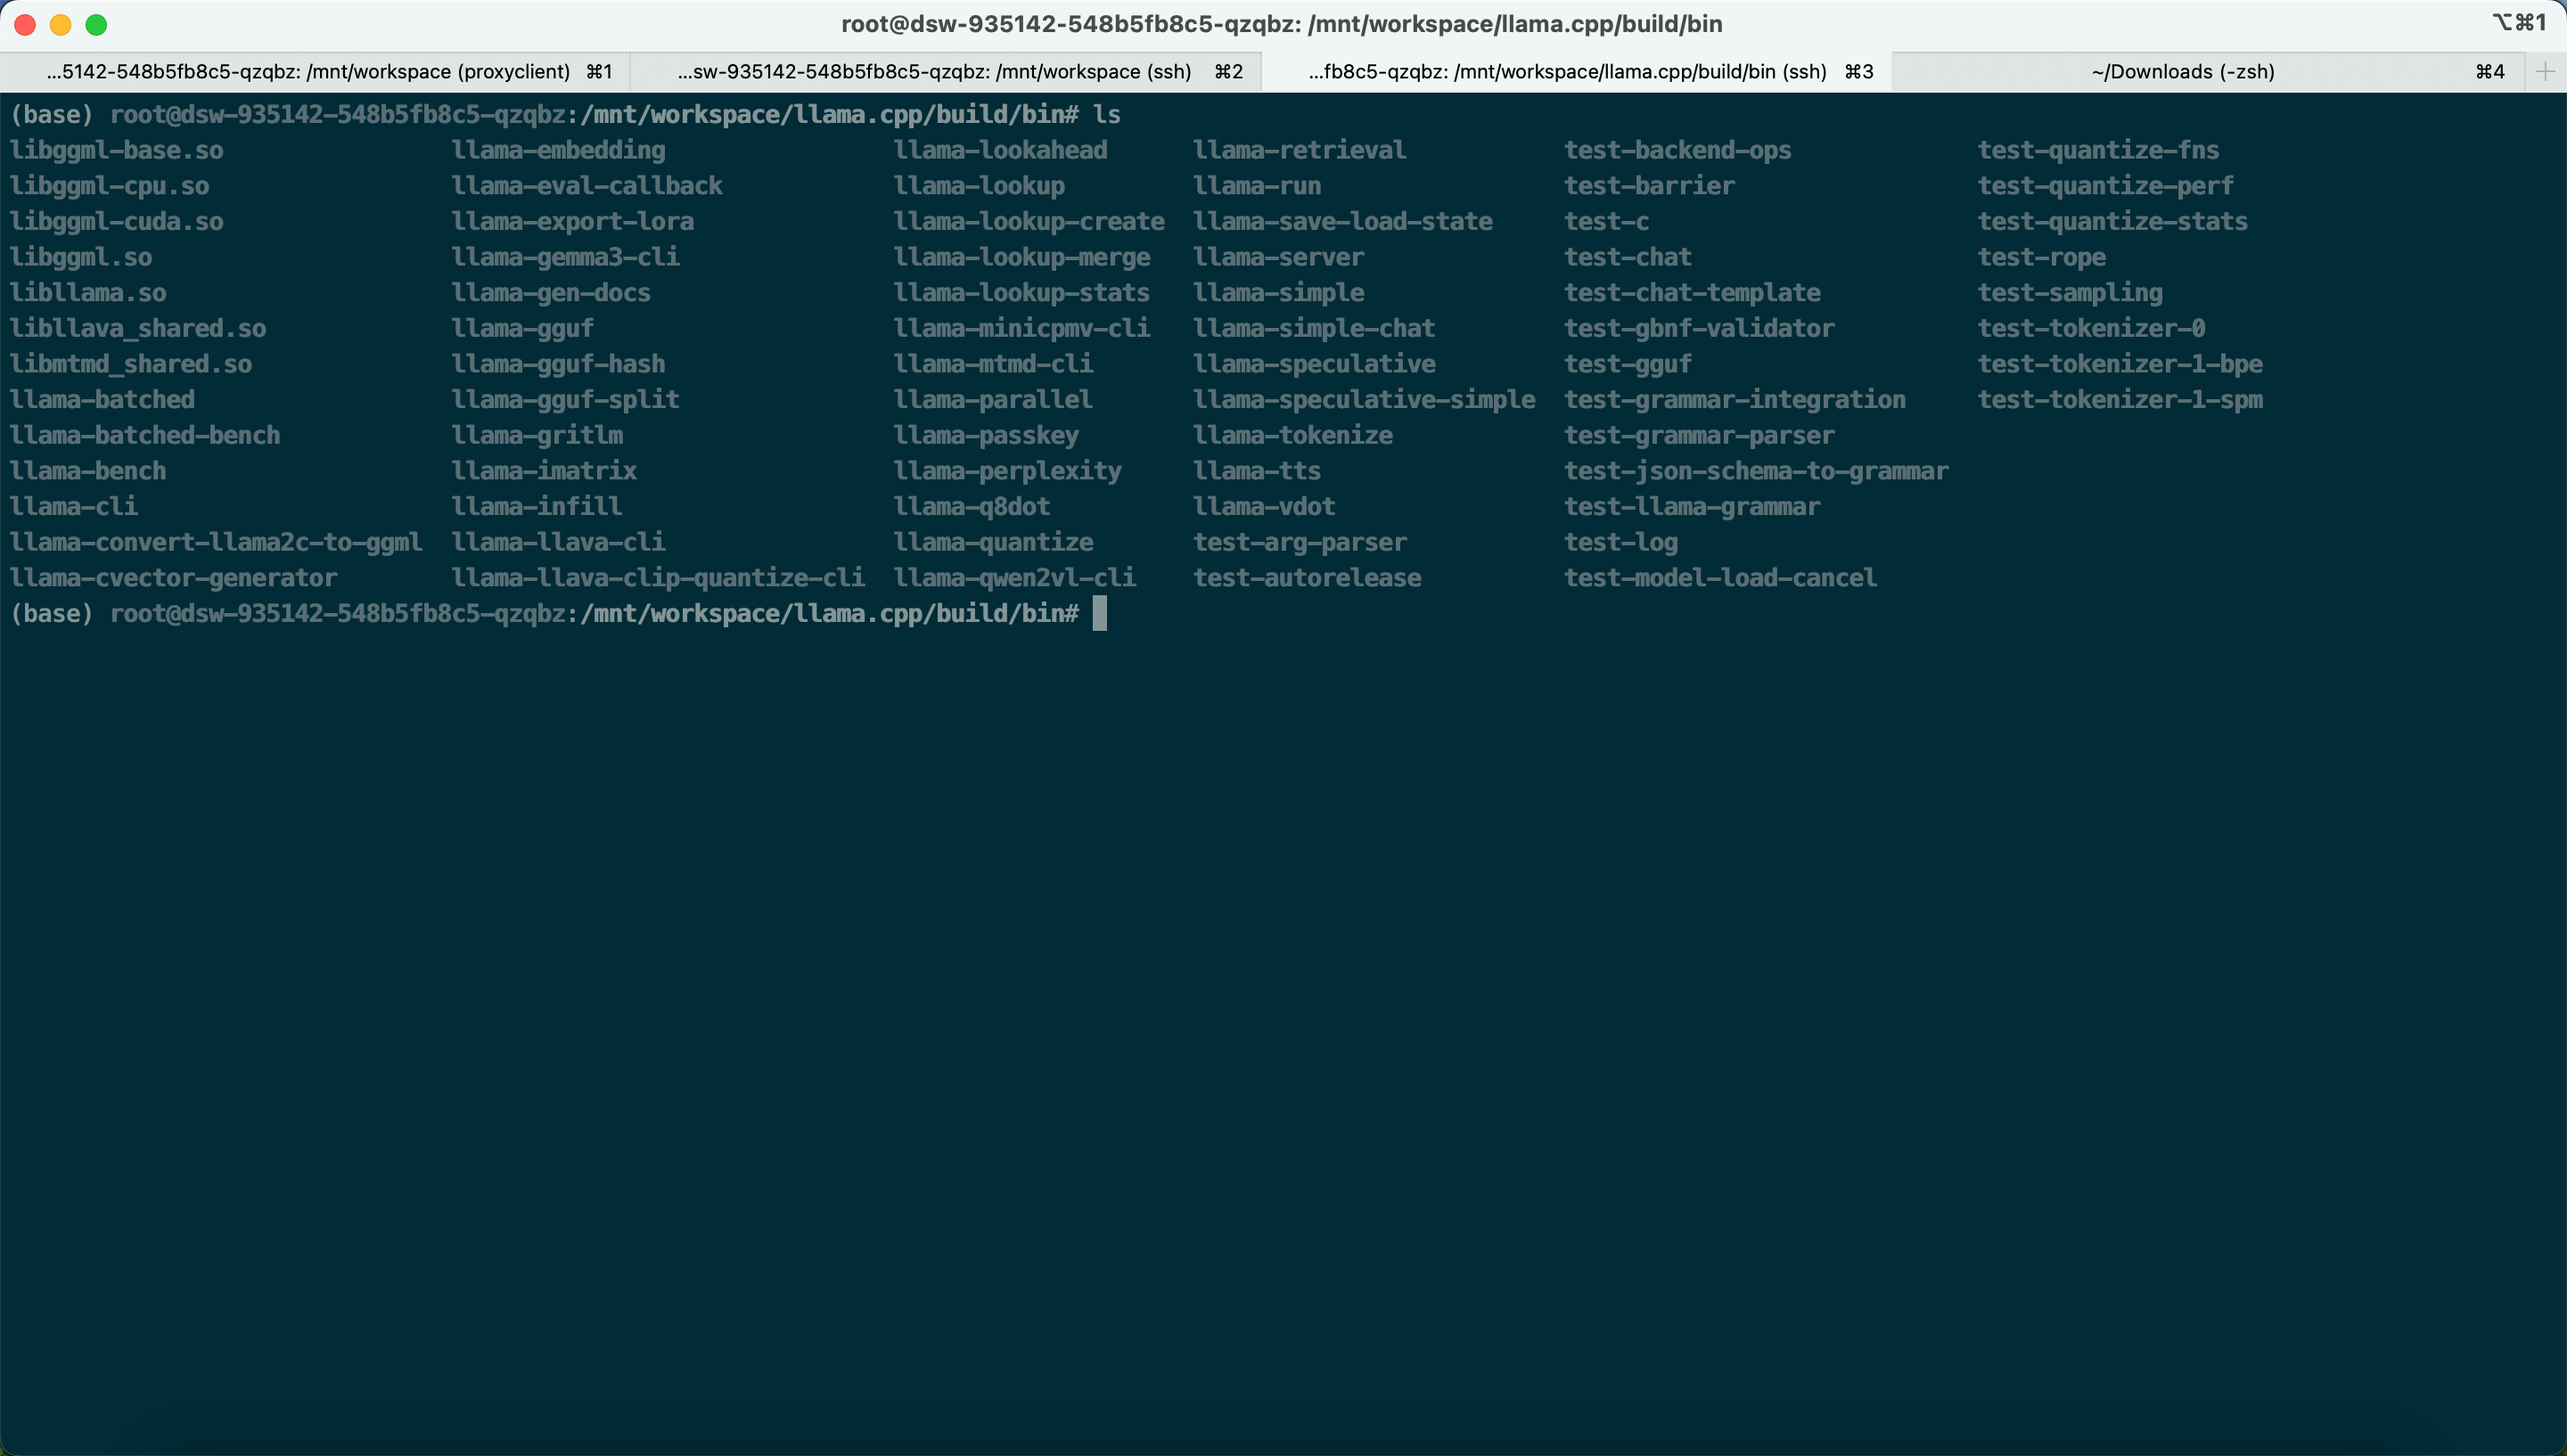 root@dsw-935142-548b5fb8c5-qzqbz: /mnt/workspace/llama.cpp/build/bin ⌥⌘1
...5142-548b5fb8c5-qzqbz: /mnt/workspace (proxyclient) ⌘1 ...sw-935142-548b5fb8c5-qzqbz: /mnt/workspace (ssh) ⌘2 ...fb8c5-qzqbz: /mnt/workspace/llama.cpp/build/bin (ssh) ⌘3 ~/Downloads (-zsh) ⌘4
(base) root@dsw-935142-548b5fb8c5-qzqbz:/mnt/workspace/llama.cpp/build/bin# ls
libggml-base.so llama-embedding llama-lookahead llama-retrieval test-backend-ops test-quantize-fns
libggml-cpu.so llama-eval-callback llama-lookup llama-run test-barrier test-quantize-perf
libggml-cuda.so llama-export-lora llama-lookup-create llama-save-load-state test-c test-quantize-stats
libggml.so llama-gemma3-cli llama-lookup-merge llama-server test-chat test-rope
libllama.so llama-gen-docs llama-lookup-stats llama-simple test-chat-template test-sampling
libllava_shared.so llama-gguf llama-minicpmv-cli llama-simple-chat test-gbnf-validator test-tokenizer-0
libmtmd_shared.so llama-gguf-hash llama-mtmd-cli llama-speculative test-gguf test-tokenizer-1-bpe
llama-batched llama-gguf-split llama-parallel llama-speculative-simple test-grammar-integration test-tokenizer-1-spm
llama-batched-bench llama-gritlm llama-passkey llama-tokenize test-grammar-parser
llama-bench llama-imatrix llama-perplexity llama-tts test-json-schema-to-grammar
llama-cli llama-infill llama-q8dot llama-vdot test-llama-grammar
llama-convert-llama2c-to-ggml llama-llava-cli llama-quantize test-arg-parser test-log
llama-cvector-generator llama-llava-clip-quantize-cli llama-qwen2vl-cli test-autorelease test-model-load-cancel
(base) root@dsw-935142-548b5fb8c5-qzqbz:/mnt/workspace/llama.cpp/build/bin#